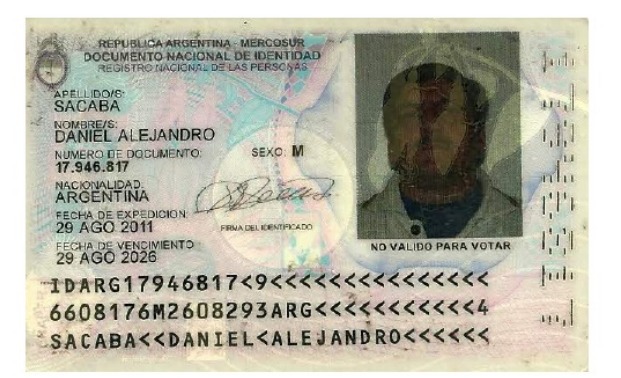 REPUBLICA ARGENTINA - MERCOSUR
DOCUMENTO NACIONAL DE IDENTIDAD
REGISTRO NACIONAL DE LAS PERSONAS
APELLIDO/S:
SACABA
NOMBRE/S:
DANIEL ALEJANDRO
NUMERO DE DOCUMENTO:
17.946.817
SEXO: M
NACIONALIDAD:
ARGENTINA
FECHA DE EXPEDICION:
29 AGO 2011
FIRMA DEL IDENTIFICADO
FECHA DE VENCIMIENTO
29 AGO 2026
NO VALIDO PARA VOTAR
IDARG17946817<9<<<<<<<<<<<<<<<
6608176M2608293ARG<<<<<<<<<<<4
SACABA<<DANIEL<ALEJANDRO<<<<<<